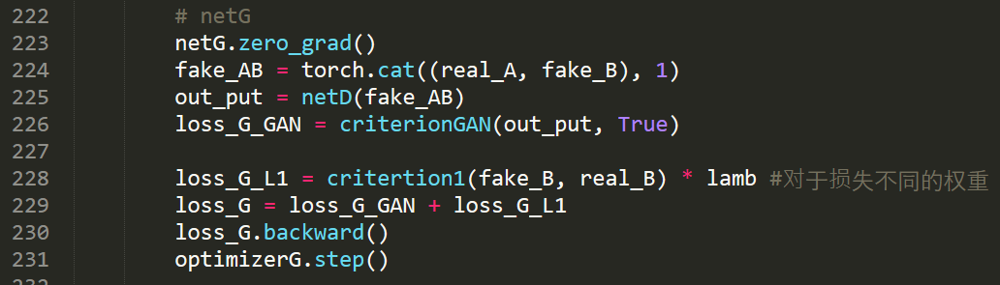 222 # netG
223 netG.zero_grad()
224 fake_AB = torch.cat((real_A, fake_B), 1)
225 out_put = netD(fake_AB)
226 loss_G_GAN = criterionGAN(out_put, True)
227
228 loss_G_L1 = critertion1(fake_B, real_B) * lamb #对于损失不同的权重
229 loss_G = loss_G_GAN + loss_G_L1
230 loss_G.backward()
231 optimizerG.step()
232